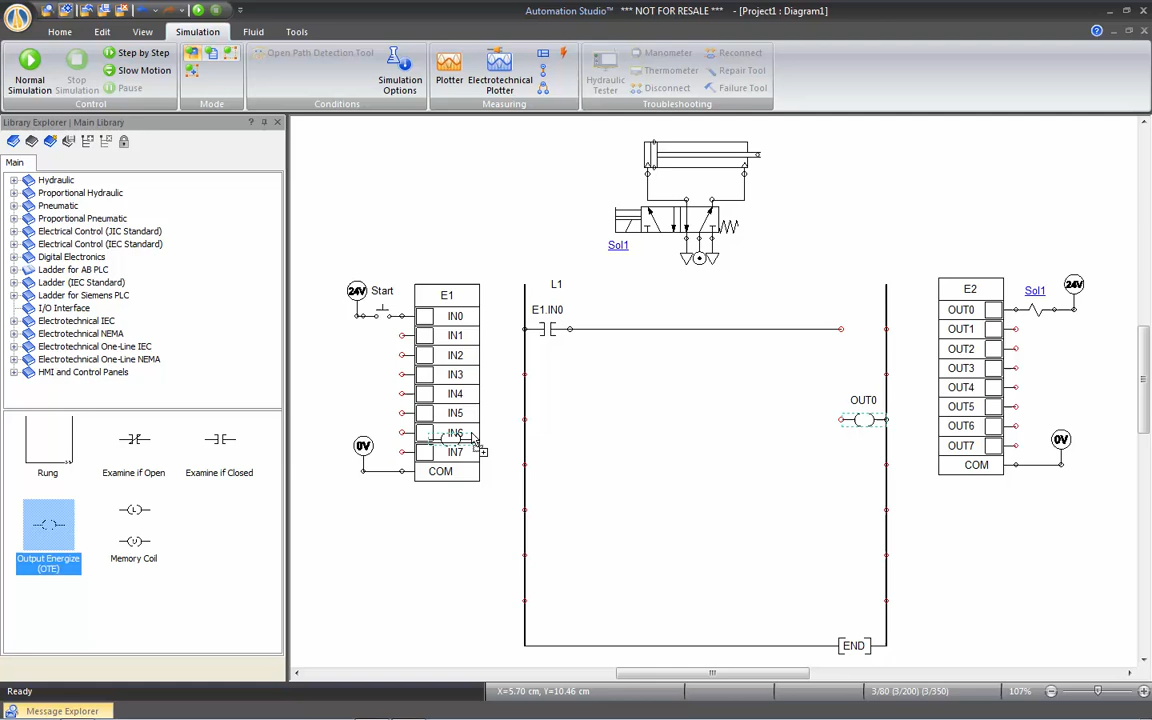 Automation Studio™ *** NOT FOR RESALE *** - [Project1 : Diagram1]
Home Edit View Simulation Fluid Tools
Normal Simulation
Stop Simulation
Step by Step
Slow Motion
Pause
Control
Mode
Open Path Detection Tool
Simulation Options
Conditions
Plotter
Electrotechnical Plotter
Measuring
Hydraulic Tester
Manometer
Thermometer
Disconnect
Reconnect
Repair Tool
Failure Tool
Troubleshooting
Library Explorer | Main Library
Main
Hydraulic
Proportional Hydraulic
Pneumatic
Proportional Pneumatic
Electrical Control (JIC Standard)
Electrical Control (IEC Standard)
Digital Electronics
Ladder for AB PLC
Ladder (IEC Standard)
Ladder for Siemens PLC
I/O Interface
Electrotechnical IEC
Electrotechnical NEMA
Electrotechnical One-Line IEC
Electrotechnical One-Line NEMA
HMI and Control Panels
Rung
Examine if Open
Examine if Closed
L
U
Output Energize (OTE)
Memory Coil
Sol1
24V
Start
E1
IN0
IN1
IN2
IN3
IN4
IN5
IN6
IN7
COM
0V
L1
E1.IN0
OUT0
END
E2
Sol1
24V
OUT0
OUT1
OUT2
OUT3
OUT4
OUT5
OUT6
OUT7
COM
0V
Ready
X=5.70 cm, Y=10.46 cm
3/80 (3/200) (3/350)
107%
Message Explorer